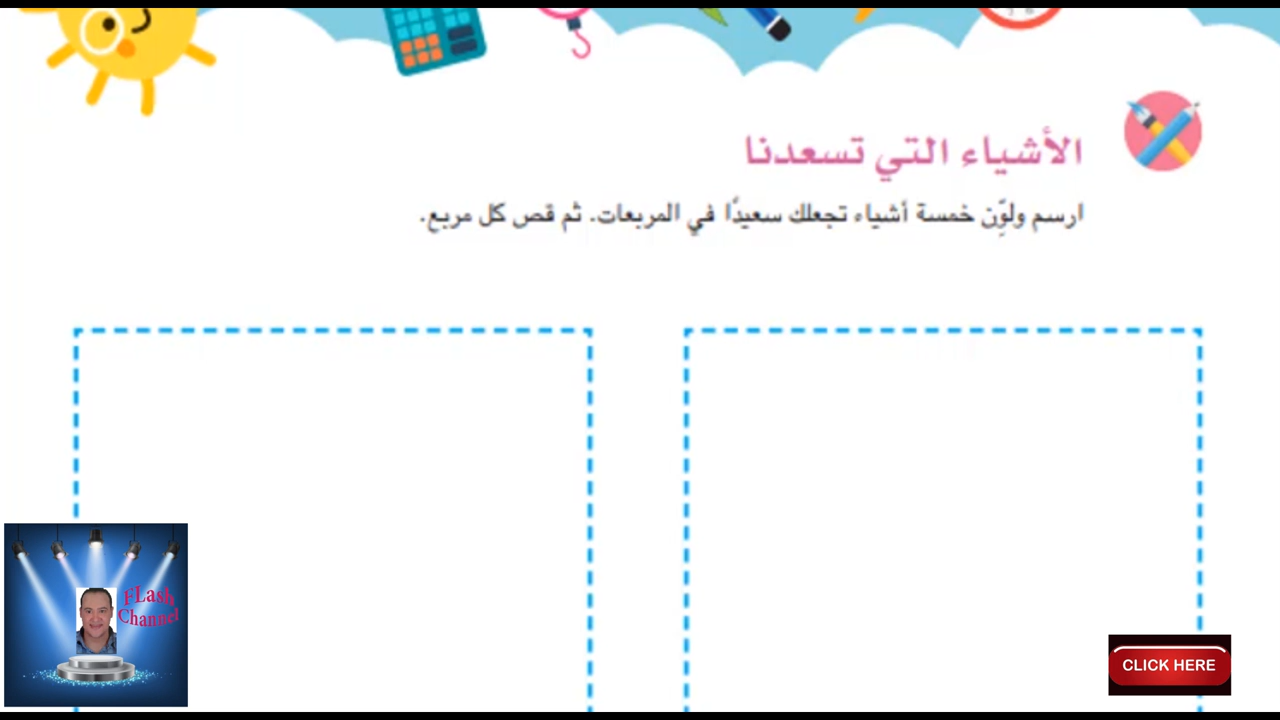 الأشياء التي تسعدنا
ارسم ولوِّن خمسة أشياء تجعلك سعيدًا في المربعات. ثم قص كل مربع.
FLash
Channel
CLICK HERE